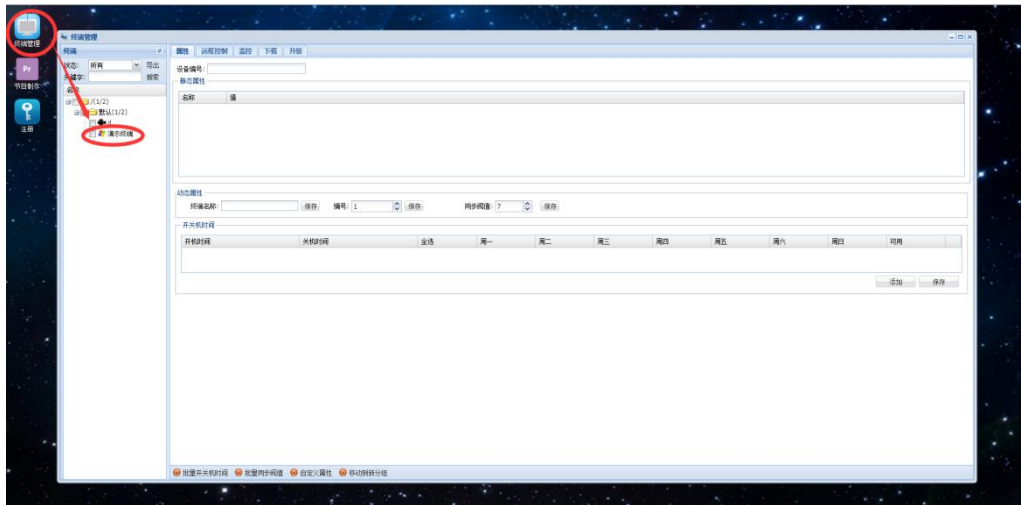 终端管理
Pr
节目制作
注册
终端管理
终端
状态: 所有 导出
关键字: 搜索
名称
/(1/2)
默认(1/2)
演示终端
属性 远程控制 监控 下载 升级
设备编号:
静态属性
名称 值
动态属性
终端名称: 保存 编号: 1 保存 同步阀值: 7 保存
开关机时间
开机时间 关机时间 全选 周一 周二 周三 周四 周五 周六 周日 可用
添加 保存
批量开关机时间 批量同步阀值 自定义属性 移动到新分组